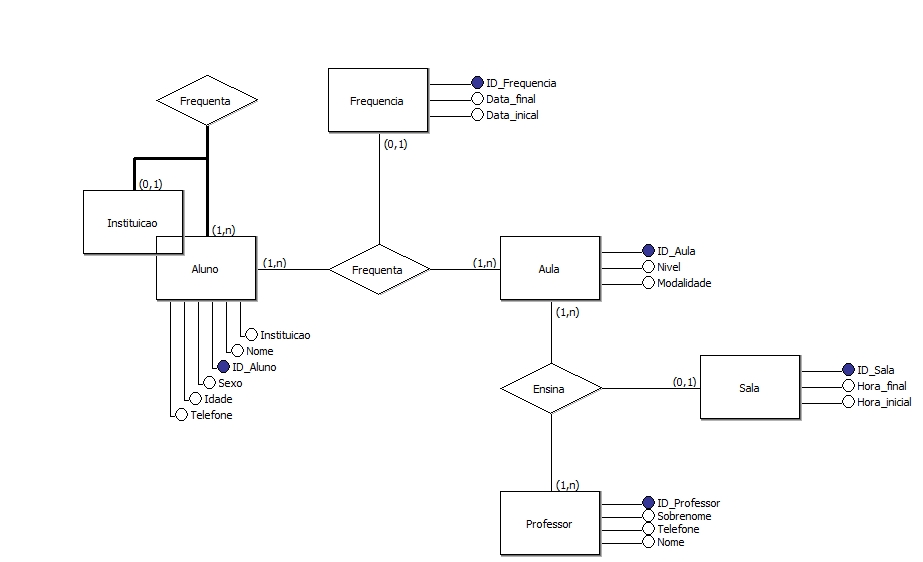 Frequenta
Frequencia
ID_Frequencia
Data_final
Data_inical
(0,1)
(0,1)
Instituicao
(1,n)
Aluno
(1,n)
Frequenta
(1,n)
Aula
ID_Aula
Nivel
Modalidade
(1,n)
Instituicao
Nome
ID_Aluno
Sexo
Idade
Telefone
Ensina
(0,1)
Sala
ID_Sala
Hora_final
Hora_inicial
(1,n)
Professor
ID_Professor
Sobrenome
Telefone
Nome